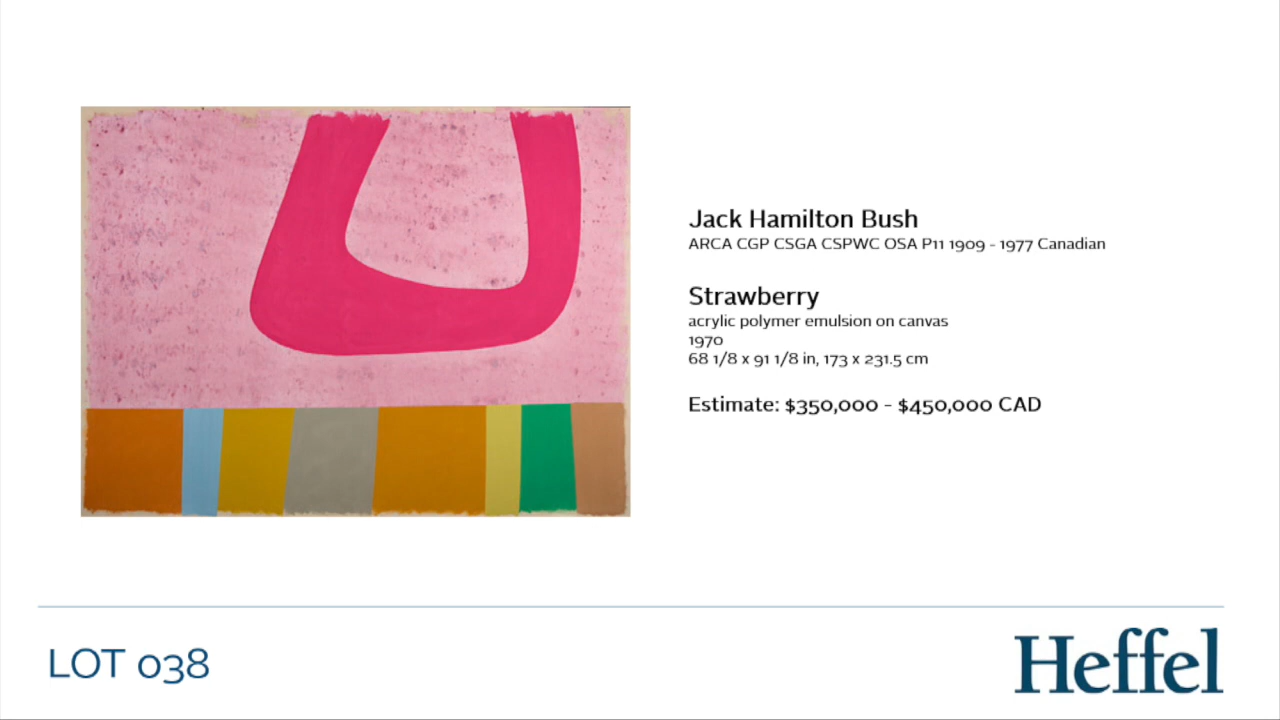 Jack Hamilton Bush
ARCA CGP CSGA CSPWC OSA P11 1909 - 1977 Canadian
Strawberry
acrylic polymer emulsion on canvas
1970
68 1/8 x 91 1/8 in, 173 x 231.5 cm
Estimate: $350,000 - $450,000 CAD
LOT 038
Heffel